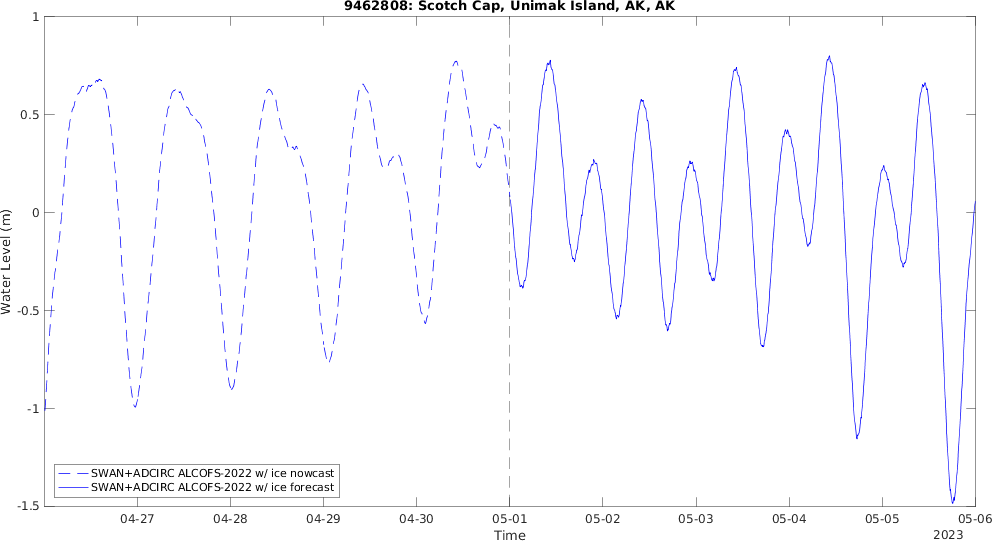 9462808: Scotch Cap, Unimak Island, AK, AK
1
0.5
0
-0.5
-1
-1.5
Water Level (m)
SWAN+ADCIRC ALCOFS-2022 w/ ice nowcast
SWAN+ADCIRC ALCOFS-2022 w/ ice forecast
04-27 04-28 04-29 04-30 05-01 05-02 05-03 05-04 05-05 05-06
Time
2023